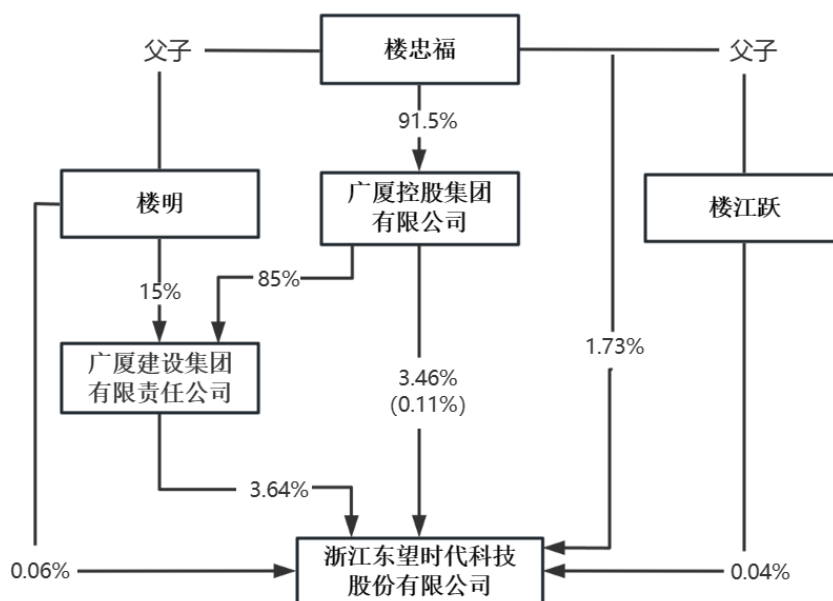 父子
楼忠福
父子
91.5%
楼明
广厦控股集团
有限公司
楼江跃
15%
85%
广厦建设集团
有限责任公司
3.46%
(0.11%)
1.73%
3.64%
浙江东望时代科技
股份有限公司
0.06%
0.04%